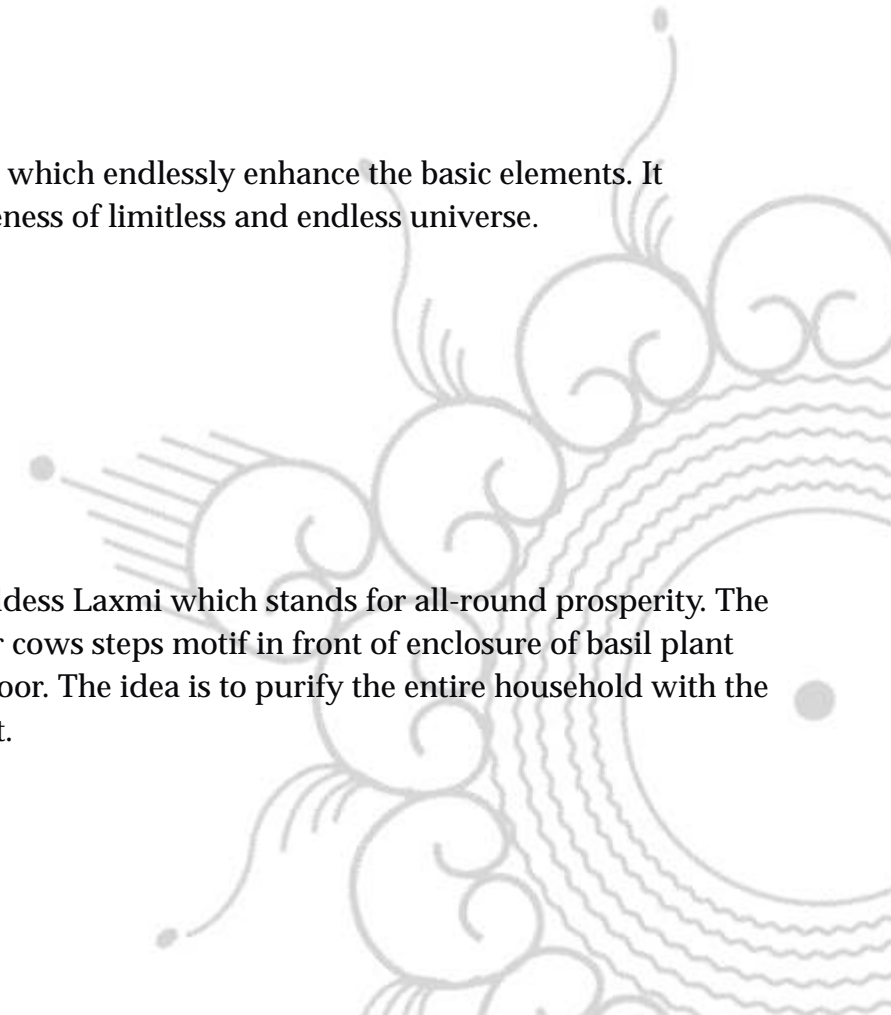 which endlessly enhance the basic elements. It
eness of limitless and endless universe.
ldess Laxmi which stands for all-round prosperity. The
r cows steps motif in front of enclosure of basil plant
oor. The idea is to purify the entire household with the
t.